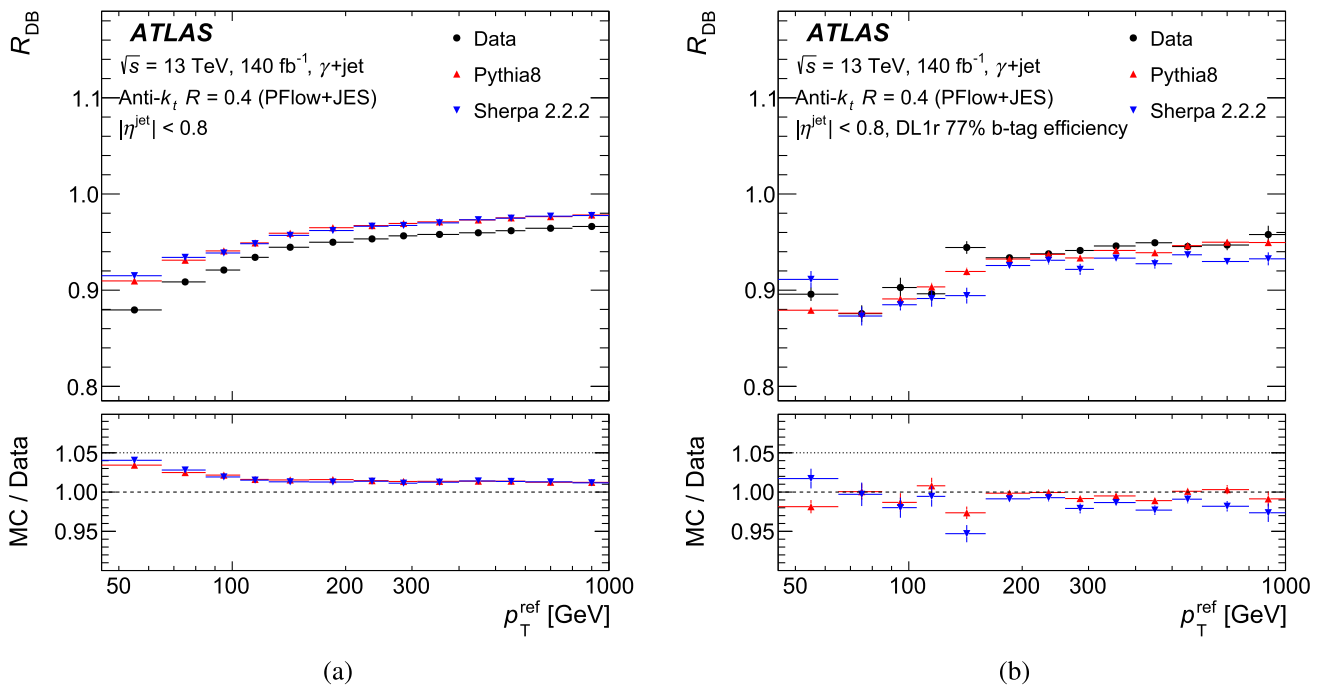 R_DB
ATLAS
√s = 13 TeV, 140 fb⁻¹, γ+jet
Anti-k_t R = 0.4 (PFlow+JES)
|η^jet| < 0.8
Data
Pythia8
Sherpa 2.2.2
1.1
1.0
0.9
0.8
MC / Data
1.05
1.00
0.95
50 100 200 300 1000
p_T^ref [GeV]
(a)
R_DB
ATLAS
√s = 13 TeV, 140 fb⁻¹, γ+jet
Anti-k_t R = 0.4 (PFlow+JES)
|η^jet| < 0.8, DL1r 77% b-tag efficiency
Data
Pythia8
Sherpa 2.2.2
1.1
1.0
0.9
0.8
MC / Data
1.05
1.00
0.95
50 100 200 300 1000
p_T^ref [GeV]
(b)